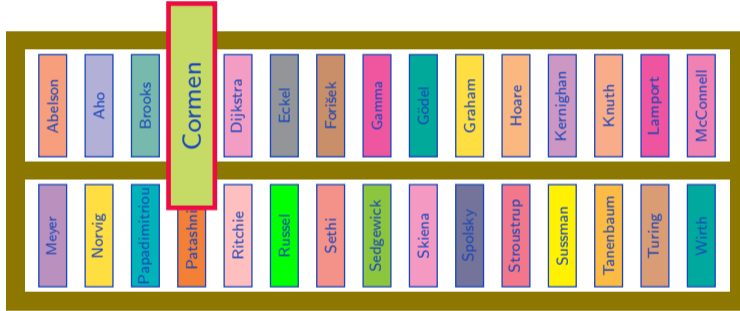 Abelson
Aho
Brooks
Cormen
Dijkstra
Eckel
Forišek
Gamma
Gödel
Graham
Hoare
Kernighan
Knuth
Lamport
McConnell
Meyer
Norvig
Papadimitriou
Patashni
Ritchie
Russel
Sethi
Sedgewick
Skiena
Spolsky
Stroustrup
Sussman
Tanenbaum
Turing
Wirth